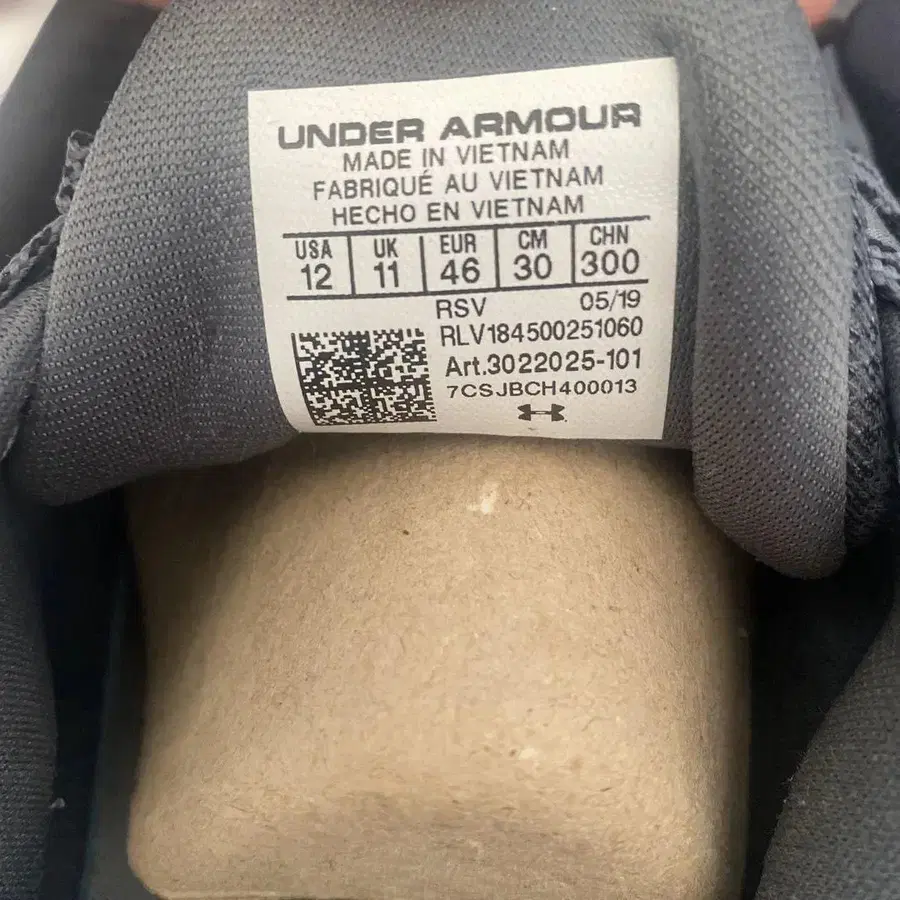 UNDER ARMOUR
MADE IN VIETNAM
FABRIQUÉ AU VIETNAM
HECHO EN VIETNAM
USA UK EUR CM CHN
12 11 46 30 300
RSV 05/19
RLV184500251060
Art.3022025-101
7CSJBCH400013